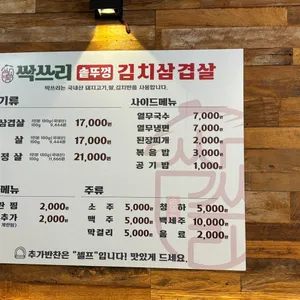 싹쓰리 솥뚜껑 김치삼겹살
싹쓰리는 국내산 돼지고기,쌀,김치만을 사용합니다.
기류
삼겹살 17,000원
살 17,000원
정살 21,000원
사이드메뉴
열무국수 7,000원
열무냉면 7,000원
된장찌개 2,000원
볶음밥 3,000원
공기밥 1,000원
메뉴
란찜 2,000원
추가 2,000원
주류
소주 5,000원 청하 5,000원
맥주 5,000원 백세주 10,000원
막걸리 5,000원 음료 2,000원
추가반찬은 "셀프"입니다! 맛있게 드세요.